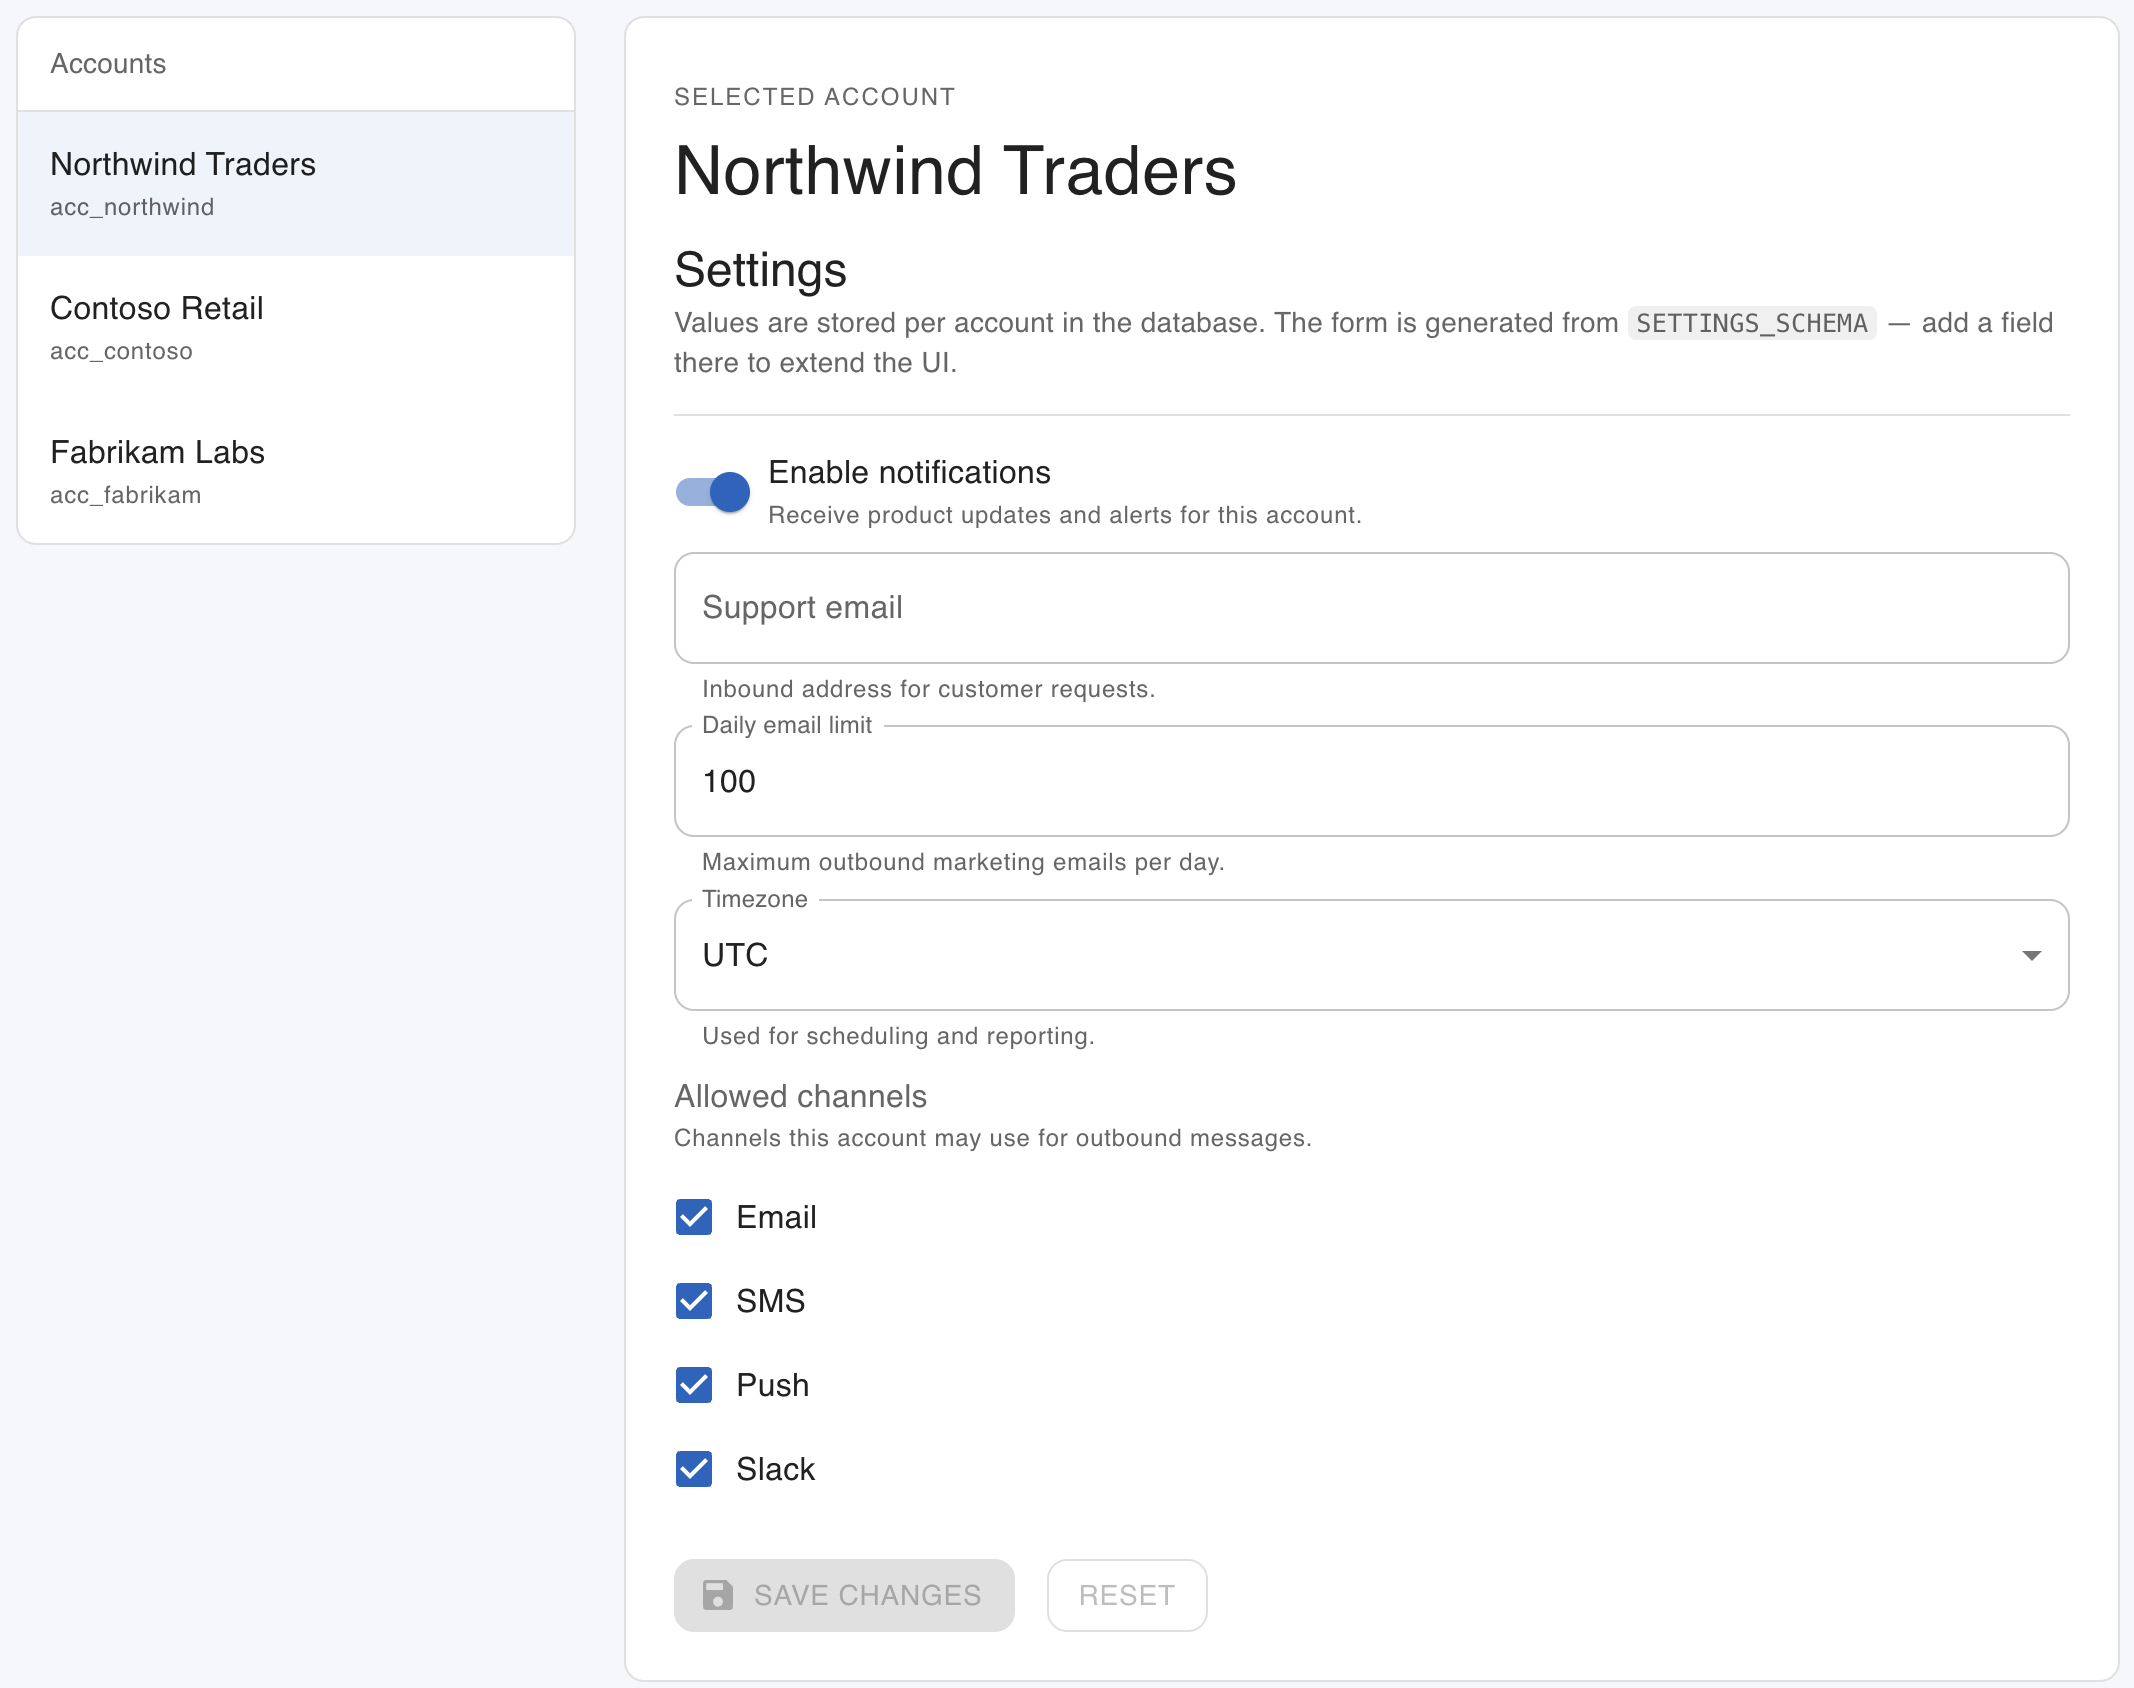 Accounts
Northwind Traders
acc_northwind
Contoso Retail
acc_contoso
Fabrikam Labs
acc_fabrikam
SELECTED ACCOUNT
Northwind Traders
Settings
Values are stored per account in the database. The form is generated from SETTINGS_SCHEMA — add a field
there to extend the UI.
Enable notifications
Receive product updates and alerts for this account.
Support email
Inbound address for customer requests.
Daily email limit
100
Maximum outbound marketing emails per day.
Timezone
UTC
Used for scheduling and reporting.
Allowed channels
Channels this account may use for outbound messages.
Email
SMS
Push
Slack
SAVE CHANGES
RESET